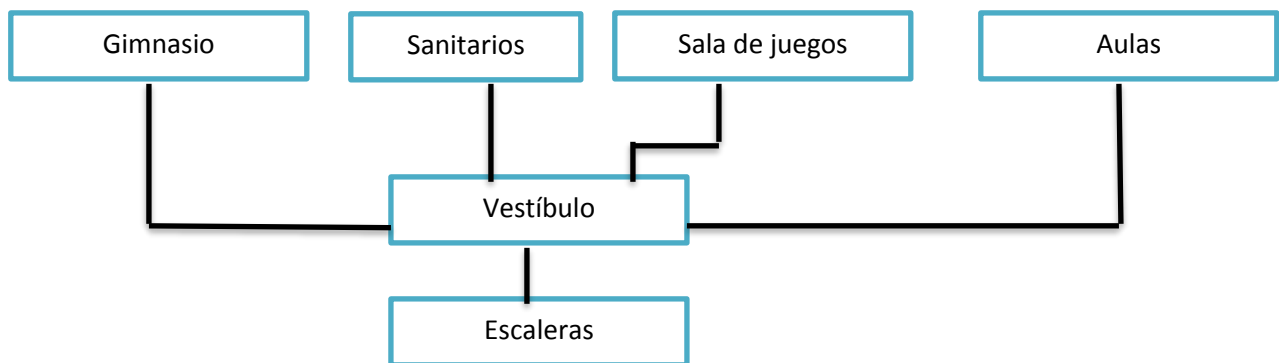 Gimnasio
Sanitarios
Sala de juegos
Aulas
Vestíbulo
Escaleras